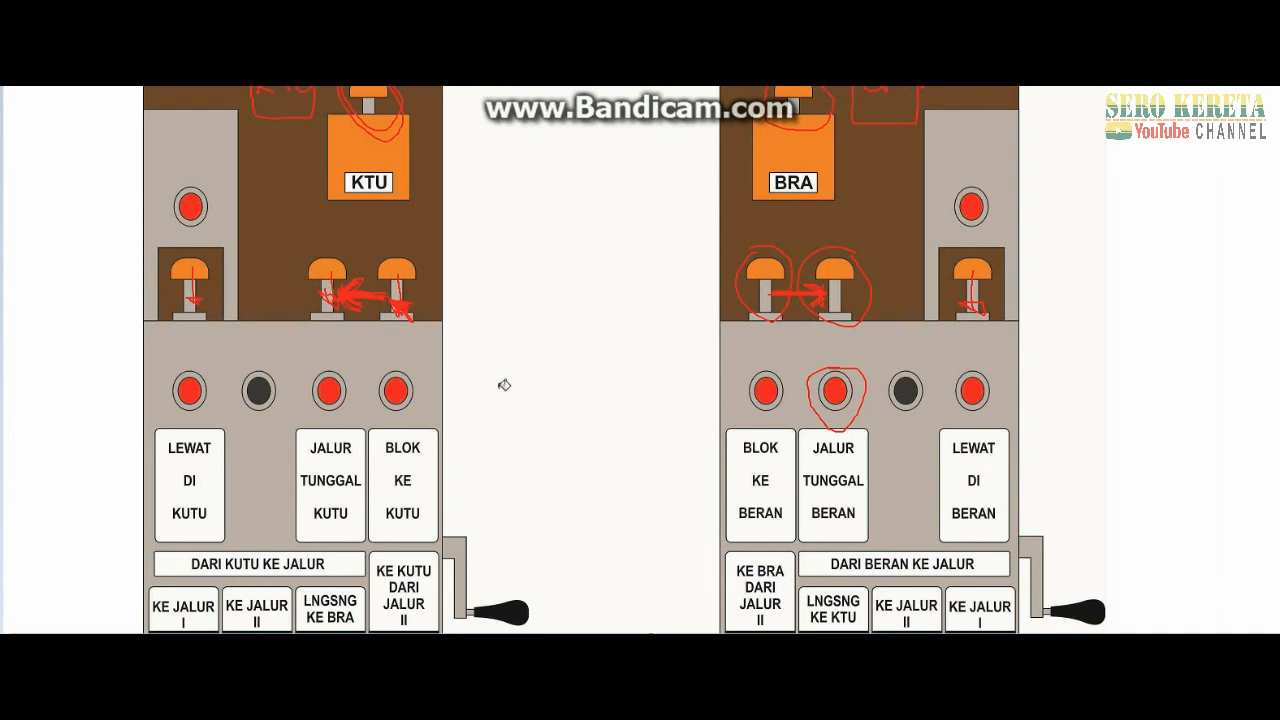 www.Bandicam.com
SERO KERETA
YouTube CHANNEL
KTU
BRA
LEWAT
DI
KUTU
JALUR
TUNGGAL
KUTU
BLOK
KE
KUTU
DARI KUTU KE JALUR
KE JALUR
I
KE JALUR
II
LNGSNG
KE BRA
KE KUTU
DARI
JALUR
II
BLOK
KE
BERAN
JALUR
TUNGGAL
BERAN
LEWAT
DI
BERAN
KE BRA
DARI
JALUR
II
DARI BERAN KE JALUR
LNGSNG
KE KTU
KE JALUR
II
KE JALUR
I